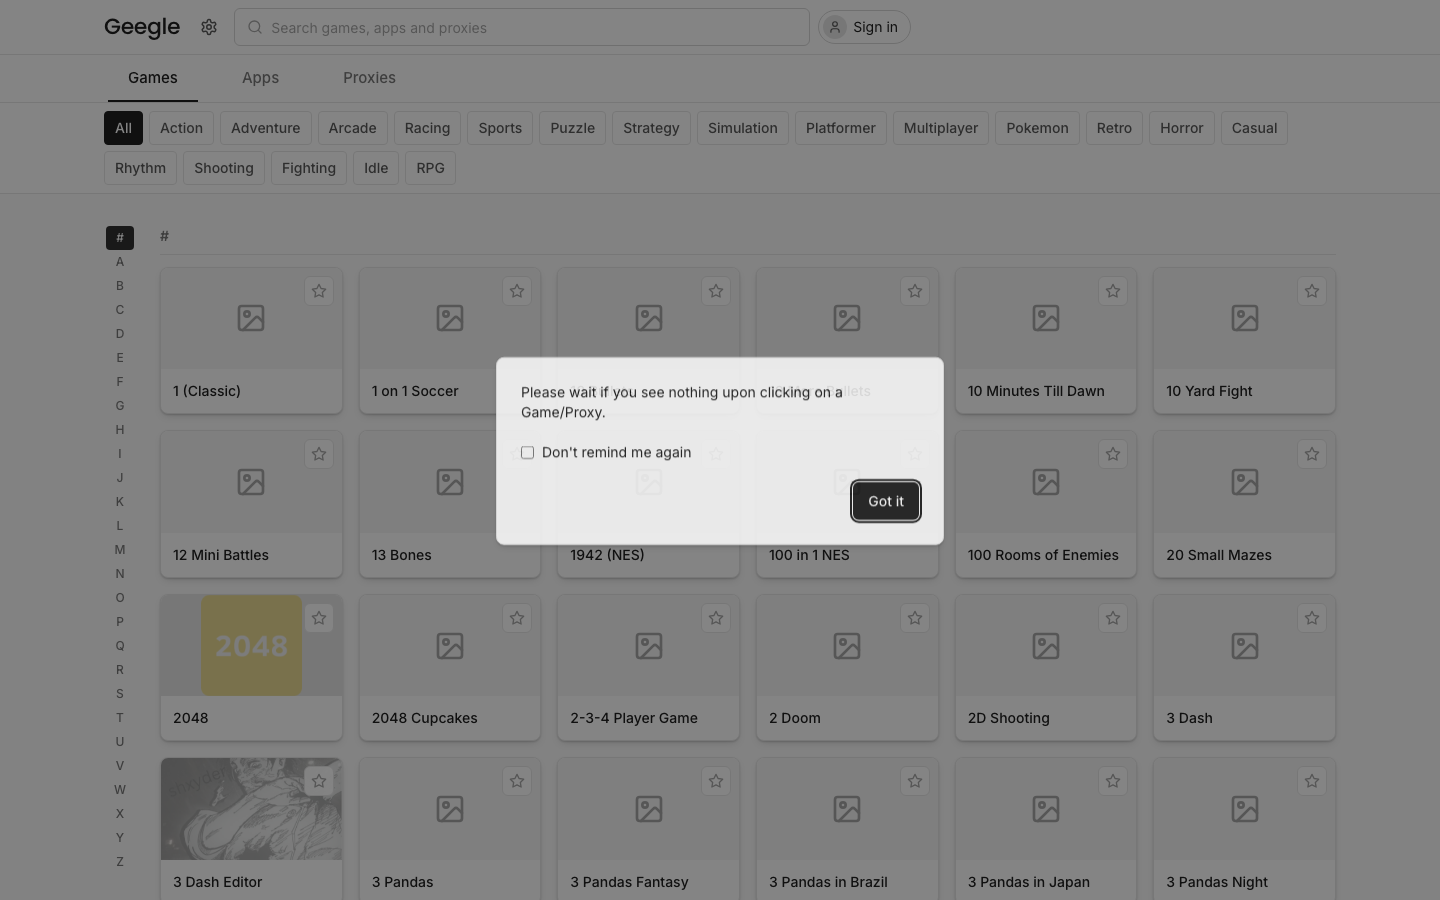 Geegle
Search games, apps and proxies
Sign in
Games
Apps
Proxies
All
Action
Adventure
Arcade
Racing
Sports
Puzzle
Strategy
Simulation
Platformer
Multiplayer
Pokemon
Retro
Horror
Casual
Rhythm
Shooting
Fighting
Idle
RPG
#
A
B
C
D
E
F
G
H
I
J
K
L
M
N
O
P
Q
R
S
T
U
V
W
X
Y
Z
#
1 (Classic)
1 on 1 Soccer
10 Minutes Till Dawn
10 Yard Fight
Please wait if you see nothing upon clicking on a
Game/Proxy.
Don't remind me again
Got it
12 Mini Battles
13 Bones
1942 (NES)
100 in 1 NES
100 Rooms of Enemies
20 Small Mazes
2048
2048
2048 Cupcakes
2-3-4 Player Game
2 Doom
2D Shooting
3 Dash
3 Dash Editor
3 Pandas
3 Pandas Fantasy
3 Pandas in Brazil
3 Pandas in Japan
3 Pandas Night